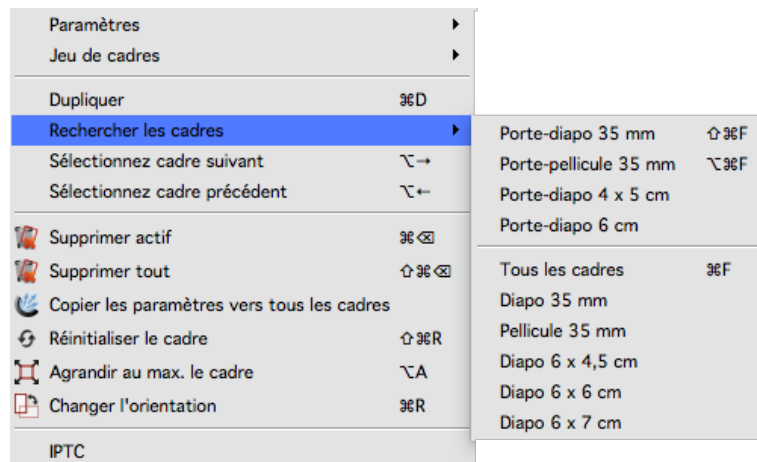 Paramètres
Jeu de cadres
Dupliquer ⌘D
Rechercher les cadres
Sélectionnez cadre suivant ⌥→
Sélectionnez cadre précédent ⌥←
Supprimer actif ⌘⌫
Supprimer tout ⇧⌘⌫
Copier les paramètres vers tous les cadres
Réinitialiser le cadre ⇧⌘R
Agrandir au max. le cadre ⌥A
Changer l'orientation ⌘R
IPTC
Porte-diapo 35 mm ⇧⌘F
Porte-pellicule 35 mm ⌥⌘F
Porte-diapo 4 x 5 cm
Porte-diapo 6 cm
Tous les cadres ⌘F
Diapo 35 mm
Pellicule 35 mm
Diapo 6 x 4,5 cm
Diapo 6 x 6 cm
Diapo 6 x 7 cm